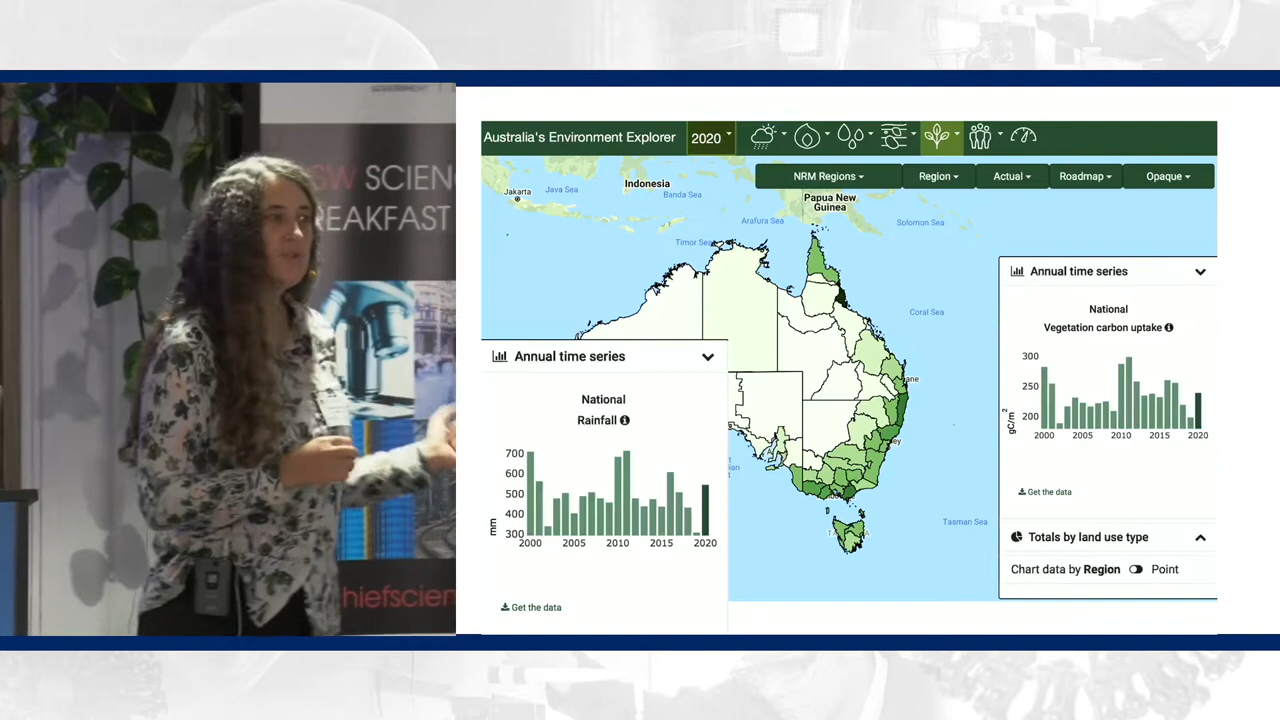 SW SCIEN
REAKFAST
hiefscien
Australia's Environment Explorer
2020
NRM Regions
Region
Actual
Roadmap
Opaque
Jakarta
Java Sea
Indonesia
Banda Sea
Papua New
Guinea
Arafura Sea
Solomon Sea
Timor Sea
Coral Sea
ane
ney
Tasman Sea
Annual time series
National
Rainfall
700
600
500
400
300
mm
2000
2005
2010
2015
2020
Get the data
Annual time series
National
Vegetation carbon uptake
300
250
200
gC/m²
2000
2005
2010
2015
2020
Get the data
Totals by land use type
Chart data by Region
Point